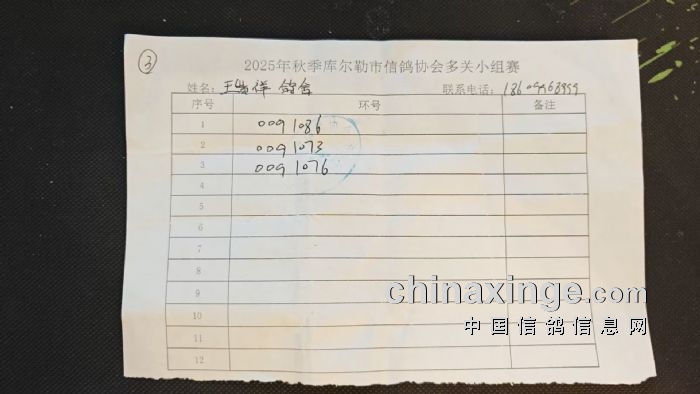 ③
2025年秋季库尔勒市信鸽协会多关小组赛
姓名: 王 祥 鸽舍 联系电话:
序号 环号 备注
1 0091086
2 0091073
3 0091076
4
5
6
7
8
9
10
11
12
chinaxinge.com
中国信鸽信息网